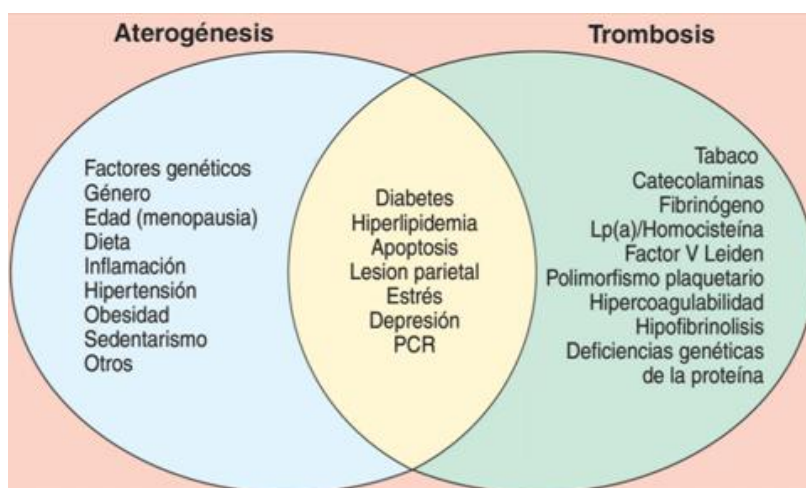 Aterogénesis
Trombosis
Factores genéticos
Género
Edad (menopausia)
Dieta
Inflamación
Hipertensión
Obesidad
Sedentarismo
Otros
Diabetes
Hiperlipidemia
Apoptosis
Lesion parietal
Estrés
Depresión
PCR
Tabaco
Catecolaminas
Fibrinógeno
Lp(a)/Homocisteína
Factor V Leiden
Polimorfismo plaquetario
Hipercoagulabilidad
Hipofibrinolisis
Deficiencias genéticas
de la proteína